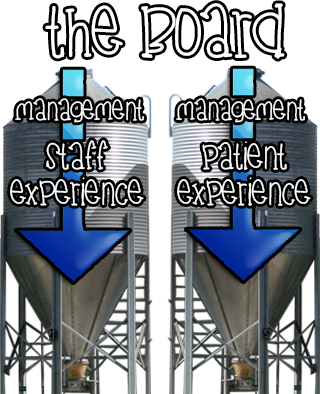 the Board
management management
staff patient
experience experience